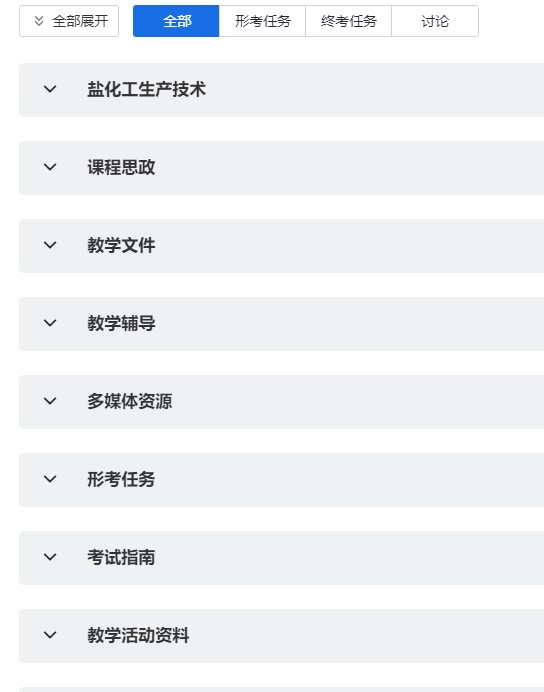 全部展开 全部 形考任务 终考任务 讨论
盐化工生产技术
课程思政
教学文件
教学辅导
多媒体资源
形考任务
考试指南
教学活动资料